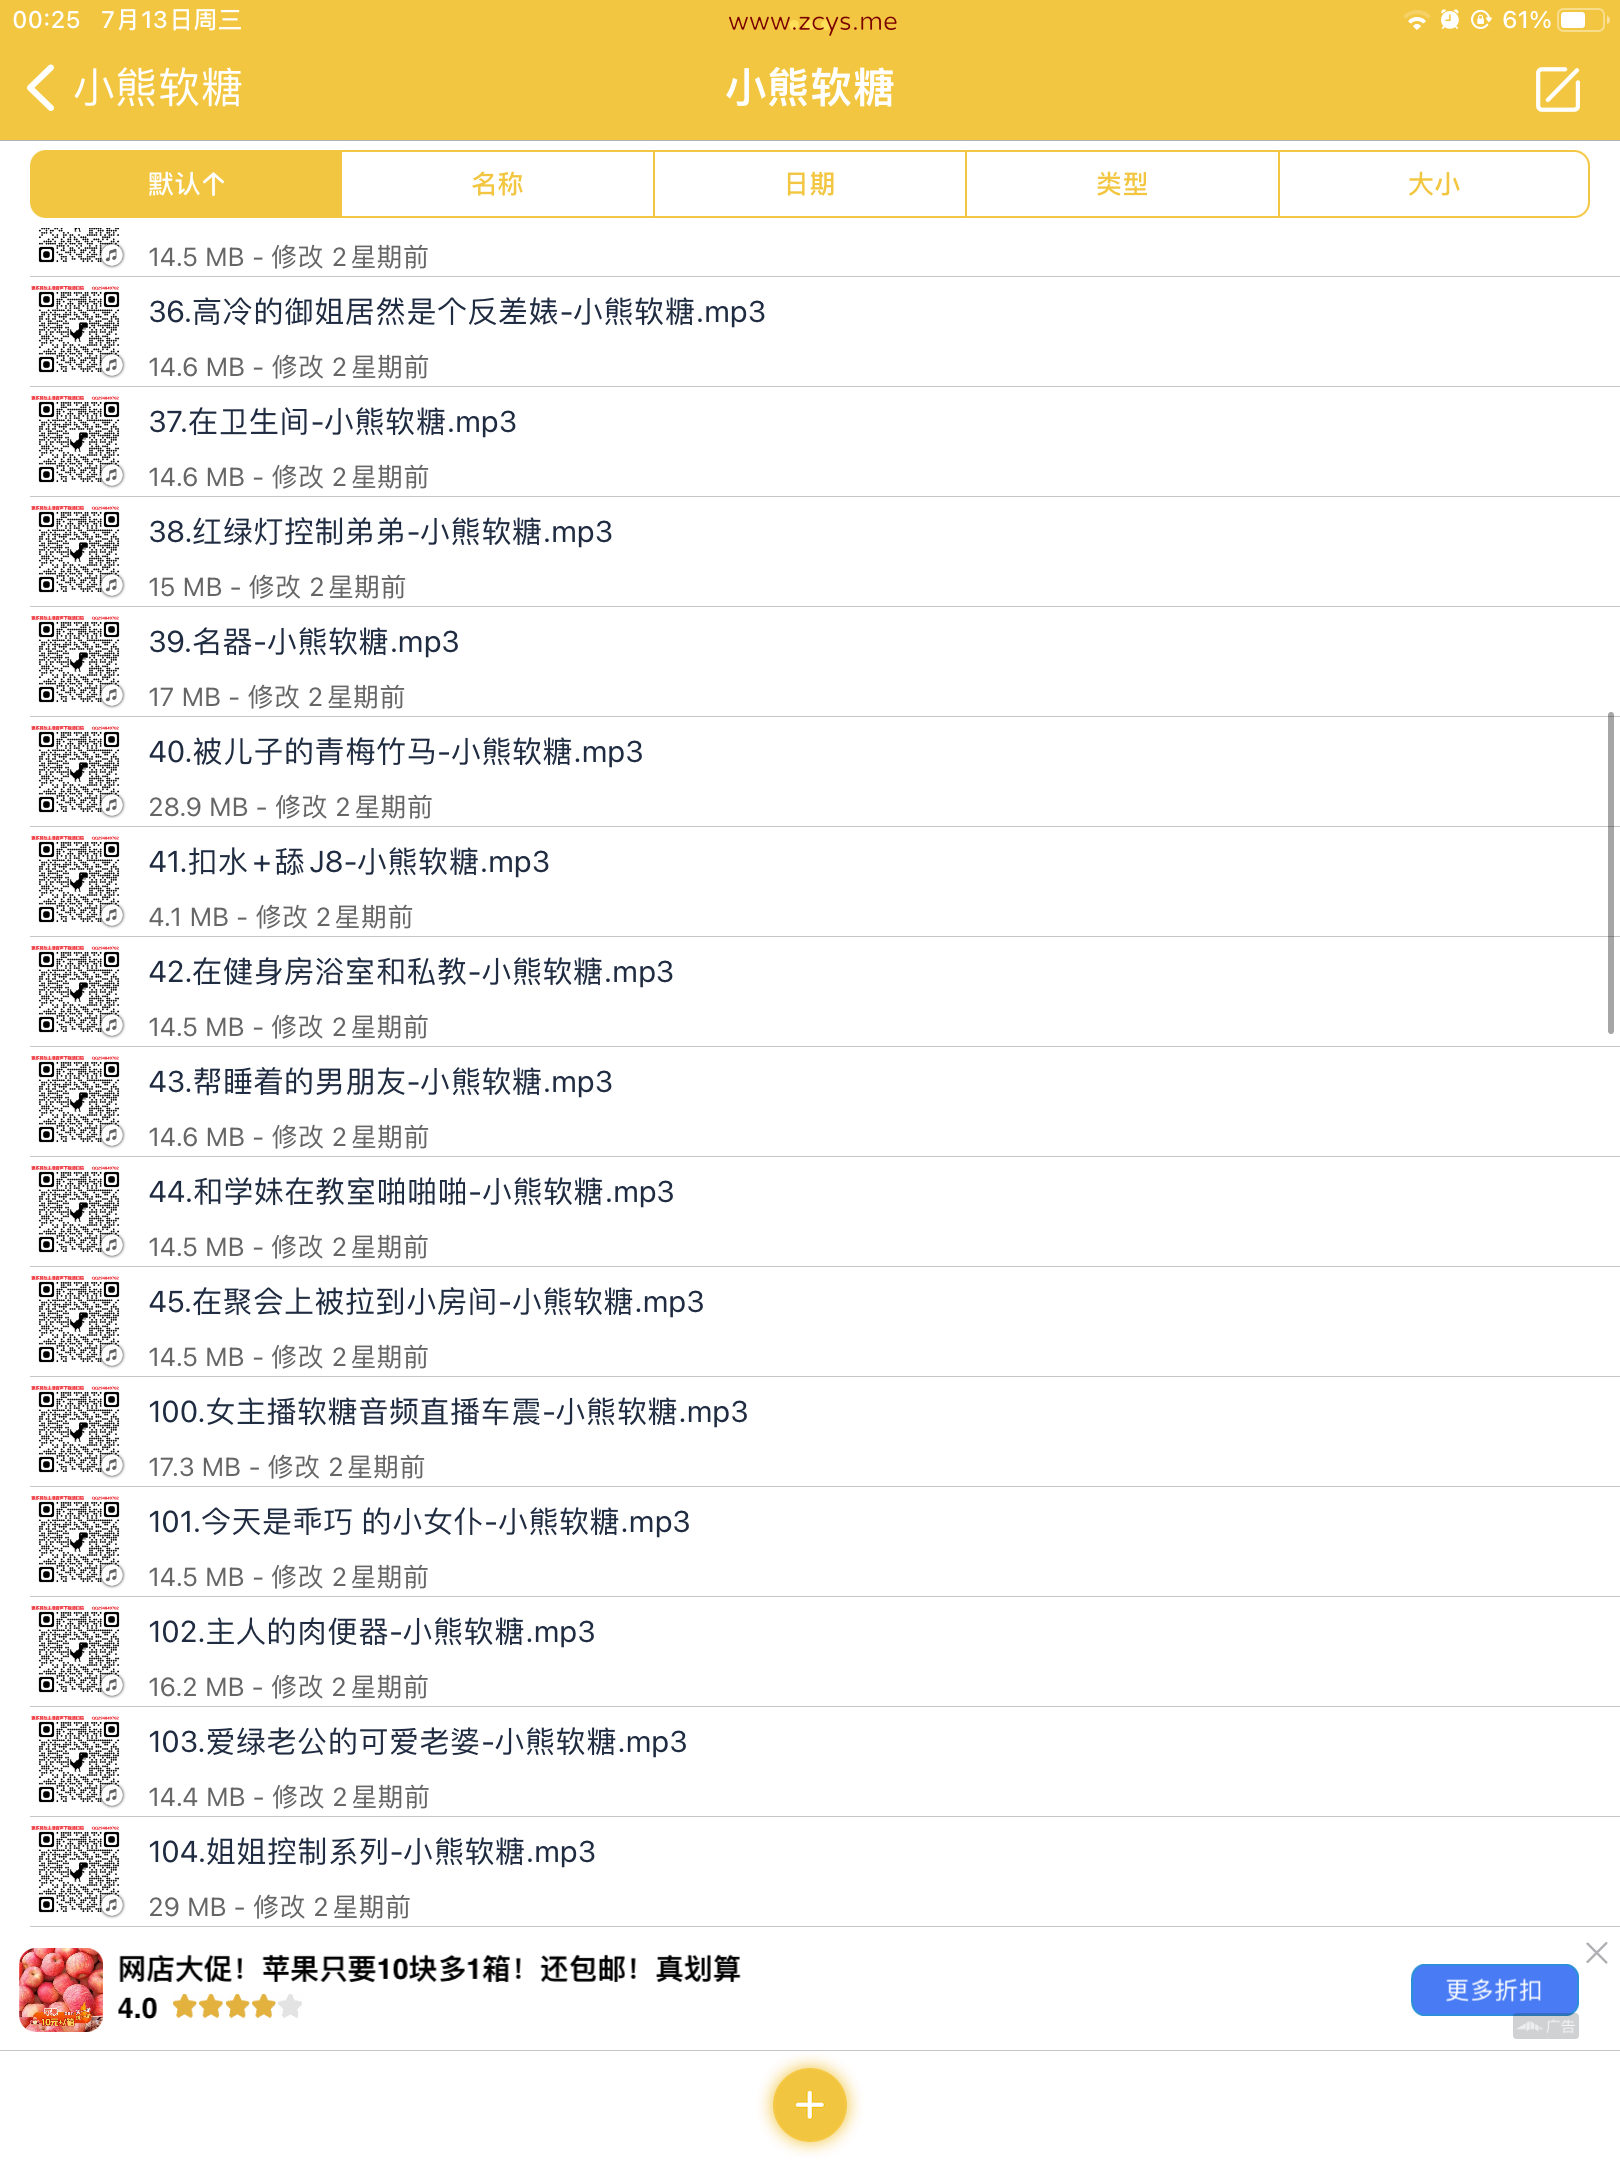 00:25 7月13日周三
www.zcys.me
61%
小熊软糖
小熊软糖
默认↑ 名称 日期 类型 大小
14.5 MB - 修改 2星期前
36.高冷的御姐居然是个反差婊-小熊软糖.mp3
14.6 MB - 修改 2星期前
37.在卫生间-小熊软糖.mp3
14.6 MB - 修改 2星期前
38.红绿灯控制弟弟-小熊软糖.mp3
15 MB - 修改 2星期前
39.名器-小熊软糖.mp3
17 MB - 修改 2星期前
40.被儿子的青梅竹马-小熊软糖.mp3
28.9 MB - 修改 2星期前
41.扣水+舔J8-小熊软糖.mp3
4.1 MB - 修改 2星期前
42.在健身房浴室和私教-小熊软糖.mp3
14.5 MB - 修改 2星期前
43.帮睡着的男朋友-小熊软糖.mp3
14.6 MB - 修改 2星期前
44.和学妹在教室啪啪啪-小熊软糖.mp3
14.5 MB - 修改 2星期前
45.在聚会上被拉到小房间-小熊软糖.mp3
14.5 MB - 修改 2星期前
100.女主播软糖音频直播车震-小熊软糖.mp3
17.3 MB - 修改 2星期前
101.今天是乖巧 的小女仆-小熊软糖.mp3
14.5 MB - 修改 2星期前
102.主人的肉便器-小熊软糖.mp3
16.2 MB - 修改 2星期前
103.爱绿老公的可爱老婆-小熊软糖.mp3
14.4 MB - 修改 2星期前
104.姐姐控制系列-小熊软糖.mp3
29 MB - 修改 2星期前
网店大促！苹果只要10块多1箱！还包邮！真划算
4.0
更多折扣
广告